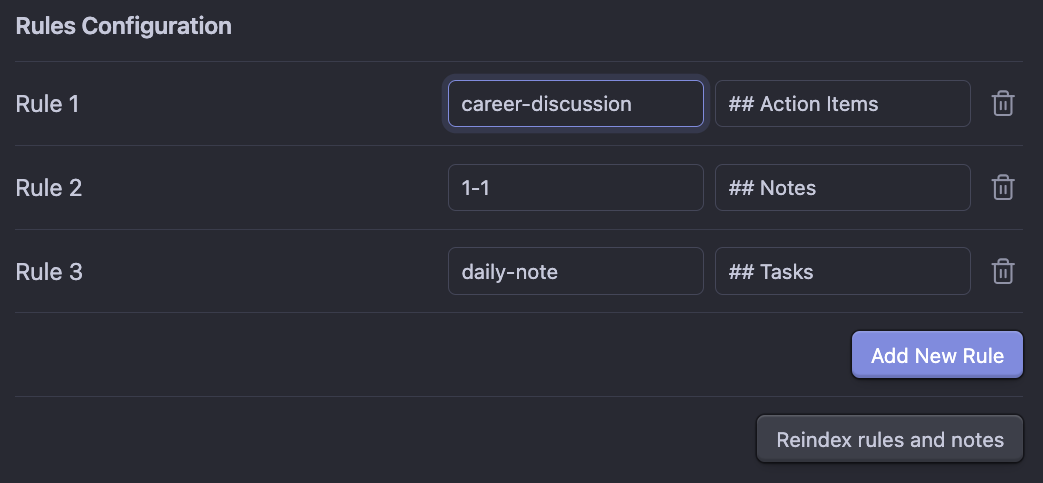 Rules Configuration
Rule 1 career-discussion ## Action Items
Rule 2 1-1 ## Notes
Rule 3 daily-note ## Tasks
Add New Rule
Reindex rules and notes